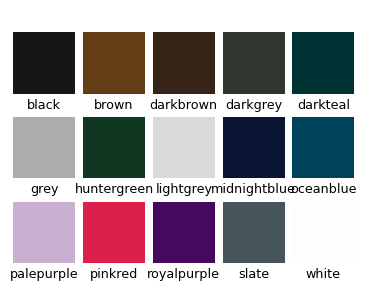 black brown darkbrown darkgrey darkteal
grey huntergreen lightgrey midnightblue oceanblue
palepurple pinkred royalpurple slate white